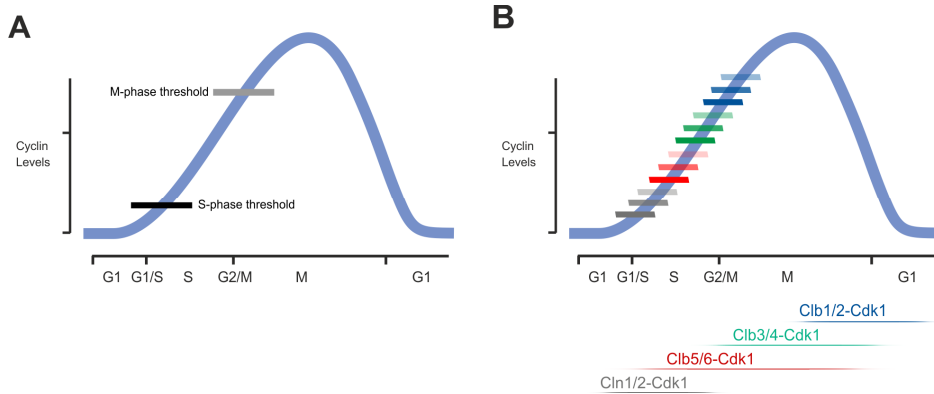 A
M-phase threshold
Cyclin
Levels
S-phase threshold
G1 G1/S S G2/M M G1
B
Cyclin
Levels
G1 G1/S S G2/M M G1
Clb1/2-Cdk1
Clb3/4-Cdk1
Clb5/6-Cdk1
Cln1/2-Cdk1